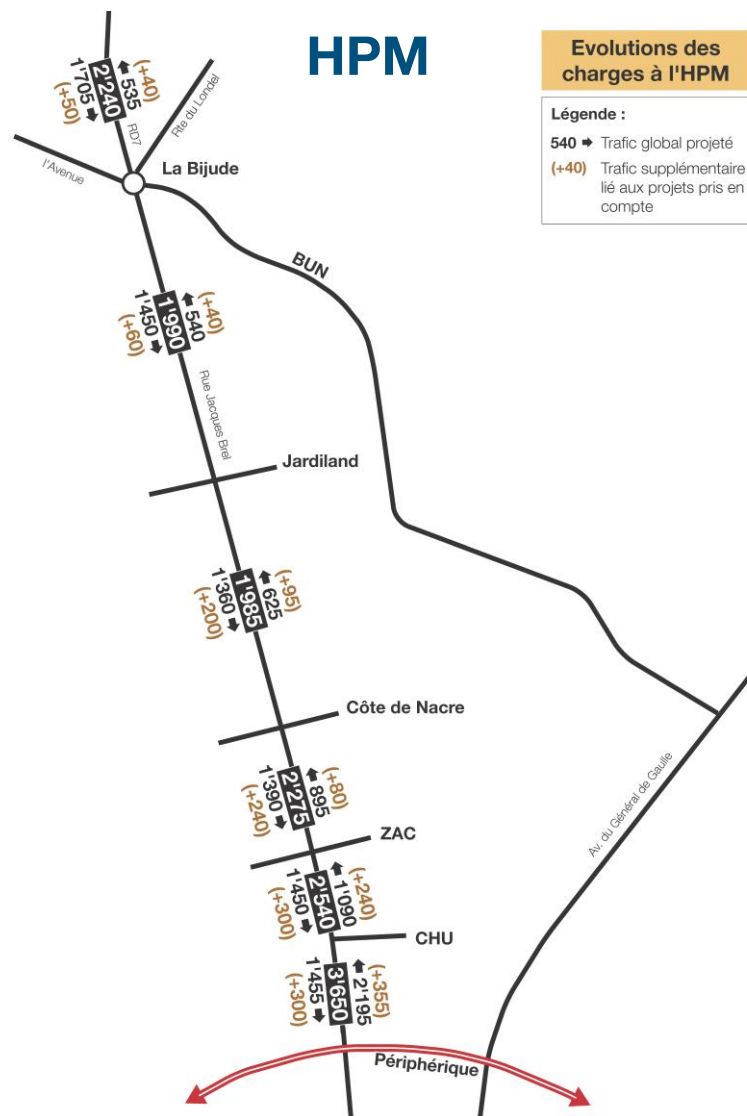 HPM
Evolutions des
charges à l'HPM
Légende :
540 ➡ Trafic global projeté
(+40) Trafic supplémentaire
lié aux projets pris en
compte
(+40)
⬅ 535
2'240
1'705 ➡
(+50)
RD7
Rte du Londel
l'Avenue
La Bijude
BUN
(+40)
⬅ 540
1'990
1'450 ➡
(+60)
Rue Jacques Brel
Jardiland
(+95)
⬅ 625
1'985
1'360 ➡
(+200)
Côte de Nacre
(+80)
⬅ 895
2'275
1'390 ➡
(+240)
Av. du Général de Gaulle
ZAC
(+240)
⬅ 1'090
2'540
1'450 ➡
(+300)
CHU
(+355)
⬅ 2'195
3'650
1'455 ➡
(+300)
Périphérique